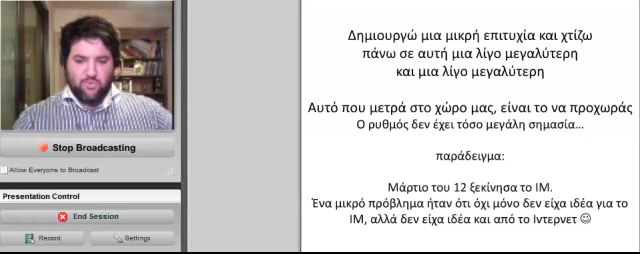 Stop Broadcasting
Allow Everyone to Broadcast
Presentation Control
End Session
Record
Settings
Δημιουργώ μια μικρή επιτυχία και χτίζω
πάνω σε αυτή μια λίγο μεγαλύτερη
και μια λίγο μεγαλύτερη
Αυτό που μετρά στο χώρο μας, είναι το να προχωράς
Ο ρυθμός δεν έχει τόσο μεγάλη σημασία...
παράδειγμα:
Μάρτιο του 12 ξεκίνησα το IM.
Ένα μικρό πρόβλημα ήταν ότι όχι μόνο δεν είχα ιδέα για το
IM, αλλά δεν είχα ιδέα και από το Ιντερνετ ☺